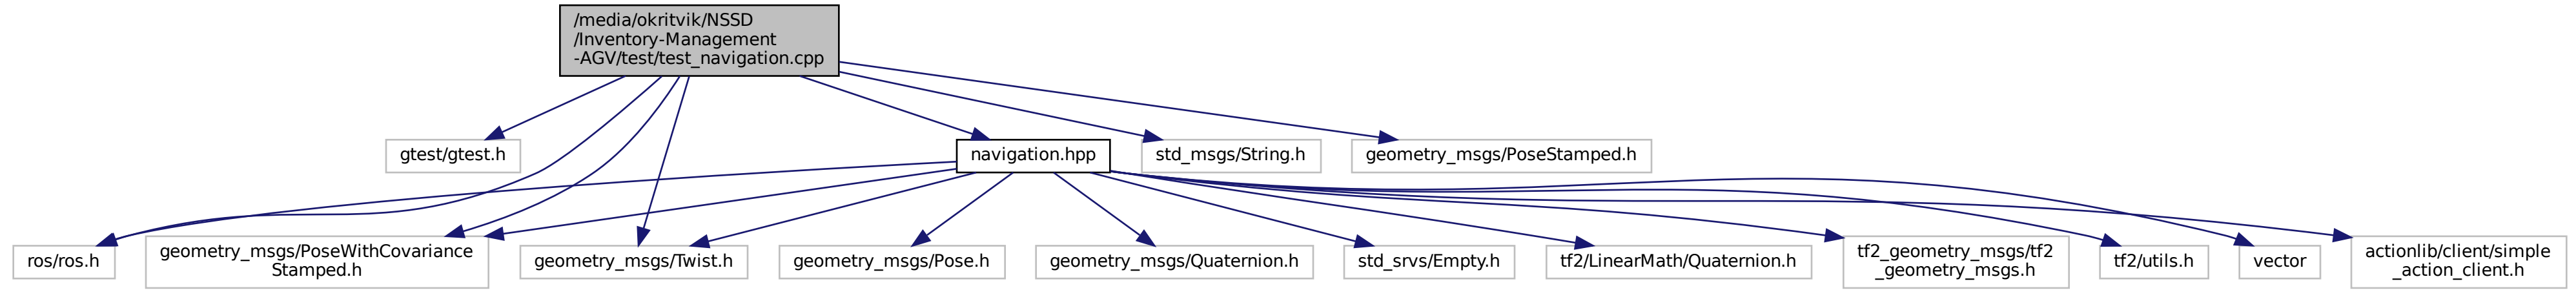 /media/okritvik/NSSD
/Inventory-Management
-AGV/test/test_navigation.cpp
gtest/gtest.h
navigation.hpp
std_msgs/String.h
geometry_msgs/PoseStamped.h
ros/ros.h
geometry_msgs/PoseWithCovariance
Stamped.h
geometry_msgs/Twist.h
geometry_msgs/Pose.h
geometry_msgs/Quaternion.h
std_srvs/Empty.h
tf2/LinearMath/Quaternion.h
tf2_geometry_msgs/tf2
_geometry_msgs.h
tf2/utils.h
vector
actionlib/client/simple
_action_client.h